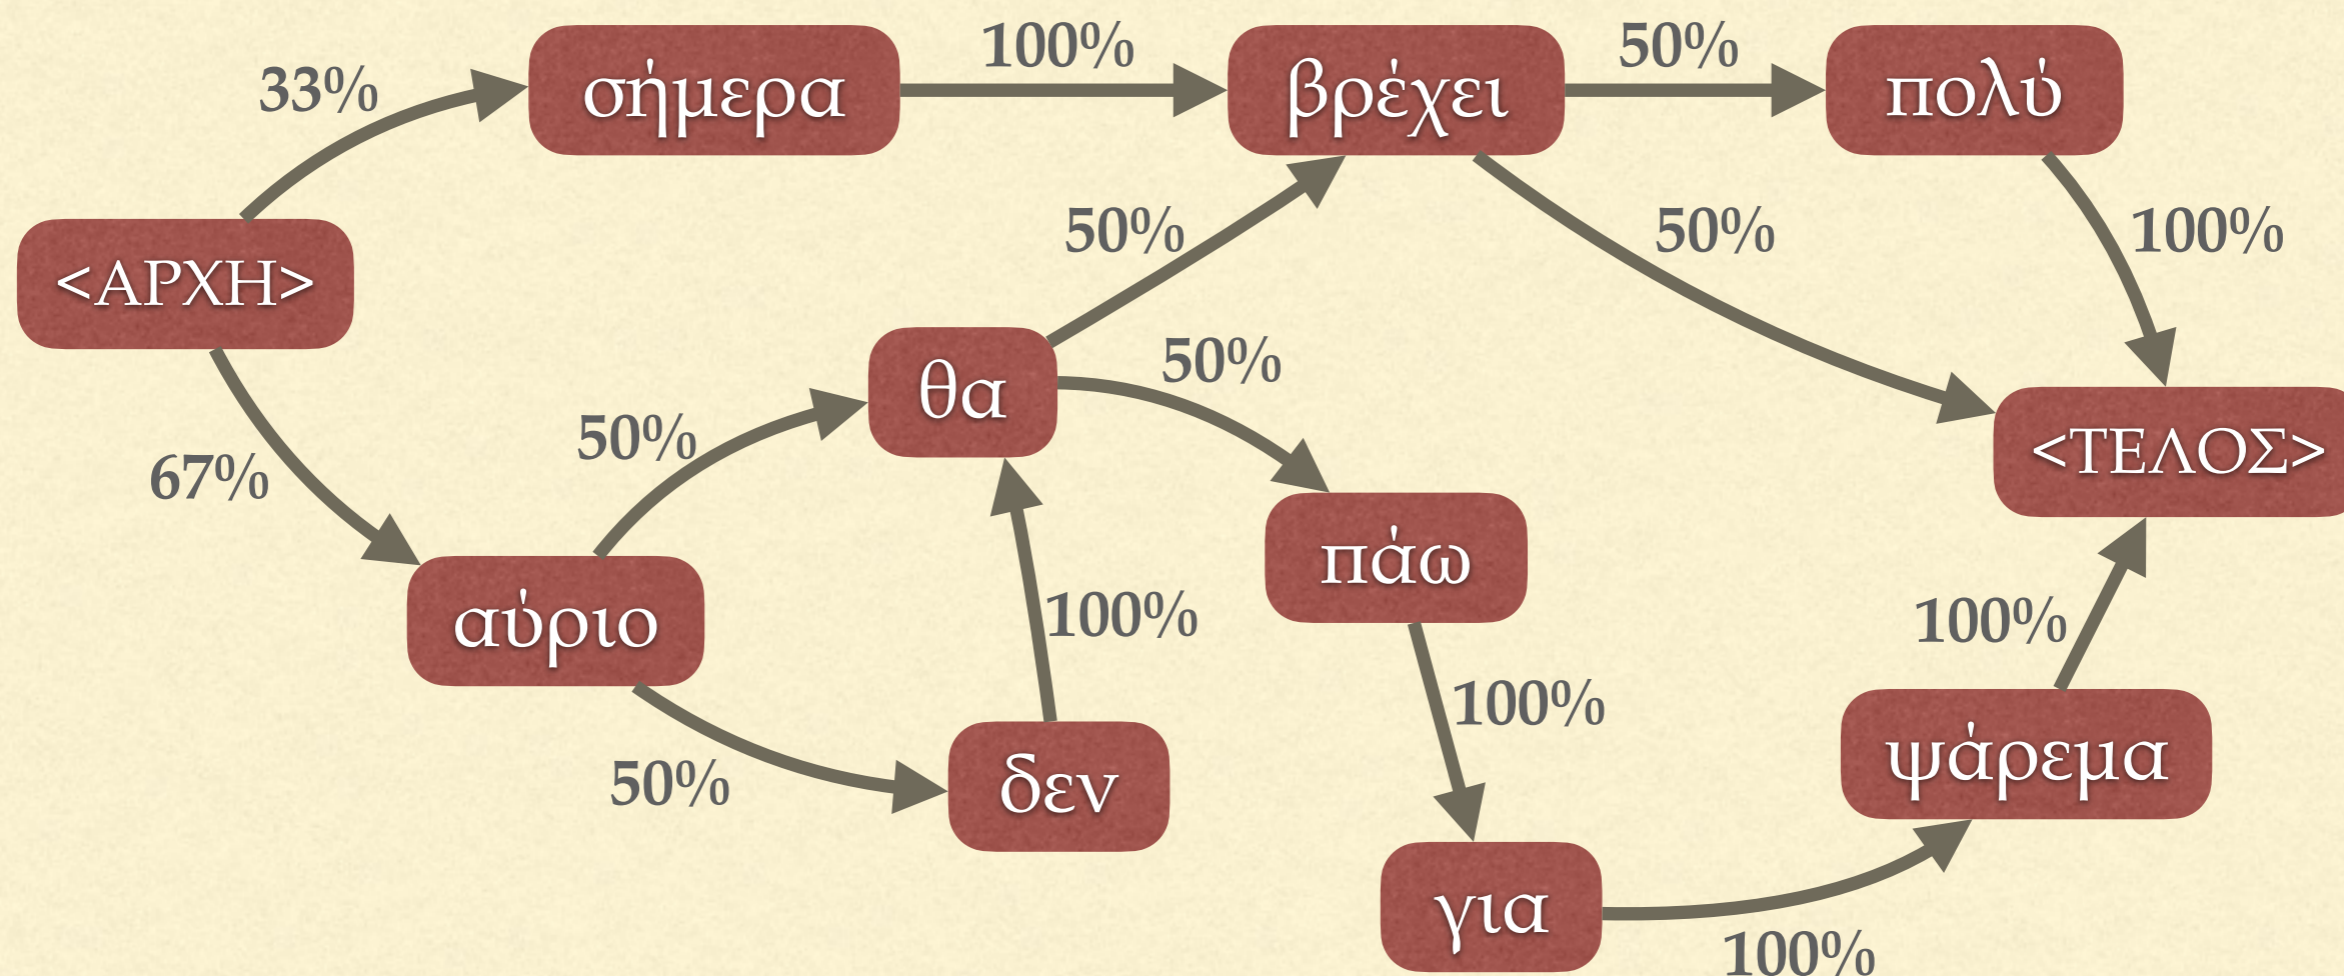 33%
σήμερα
100%
βρέχει
50%
πολύ
<ΑΡΧΗ>
50%
50%
100%
67%
50%
θα
50%
<ΤΕΛΟΣ>
αύριο
100%
πάω
100%
50%
δεν
100%
ψάρεμα
για
100%